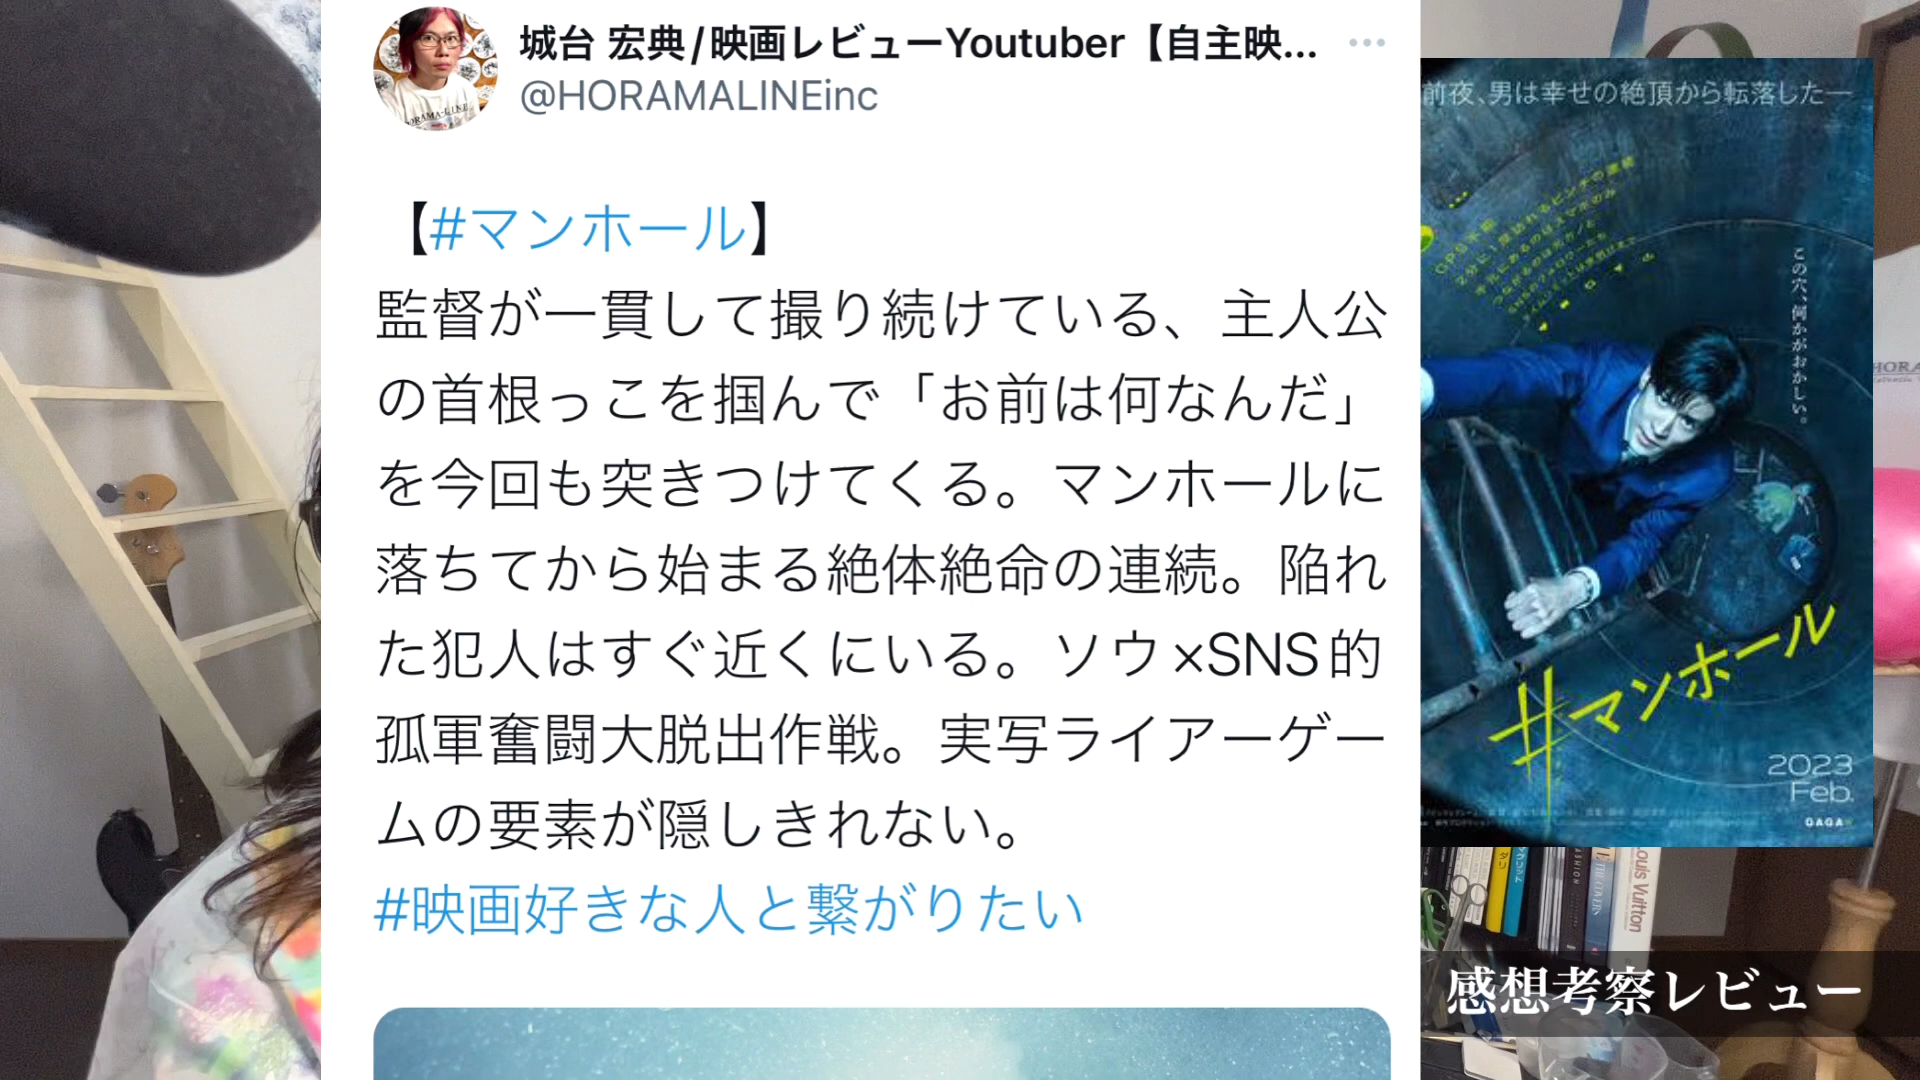 城台 宏典/映画レビューYoutuber【自主映...
@HORAMALINEinc
【#マンホール】
監督が一貫して撮り続けている、主人公
の首根っこを掴んで「お前は何なんだ」
を今回も突きつけてくる。マンホールに
落ちてから始まる絶体絶命の連続。陥れ
た犯人はすぐ近くにいる。ソウ×SNS的
孤軍奮闘大脱出作戦。実写ライアーゲー
ムの要素が隠しきれない。
#映画好きな人と繋がりたい
前夜、男は幸せの絶頂から転落した—
この穴、何かがおかしい。
#マンホール
2023
Feb.
GAGA
ダリ
マグリット
FASHION
Louis Vuitton
感想考察レビュー